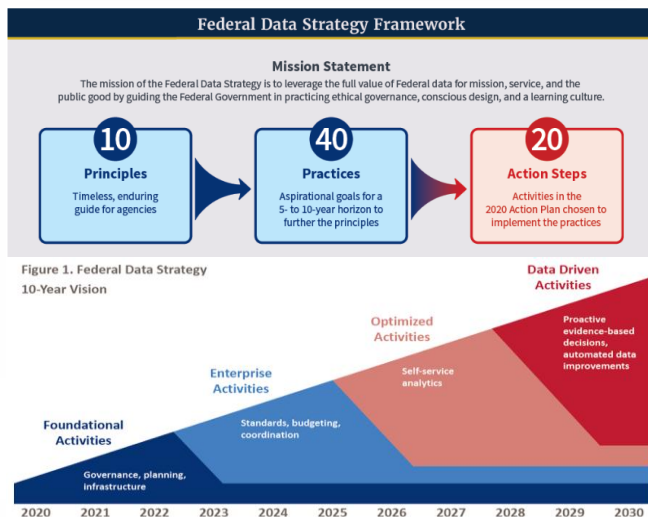 Federal Data Strategy Framework
Mission Statement
The mission of the Federal Data Strategy is to leverage the full value of Federal data for mission, service, and the
public good by guiding the Federal Government in practicing ethical governance, conscious design, and a learning culture.
10
Principles
Timeless, enduring
guide for agencies
40
Practices
Aspirational goals for a
5- to 10-year horizon to
further the principles
20
Action Steps
Activities in the
2020 Action Plan chosen to
implement the practices
Figure 1. Federal Data Strategy
10-Year Vision
Foundational
Activities
Governance, planning,
infrastructure
Enterprise
Activities
Standards, budgeting,
coordination
Optimized
Activities
Self-service
analytics
Data Driven
Activities
Proactive
evidence-based
decisions,
automated data
improvements
2020 2021 2022 2023 2024 2025 2026 2027 2028 2029 2030